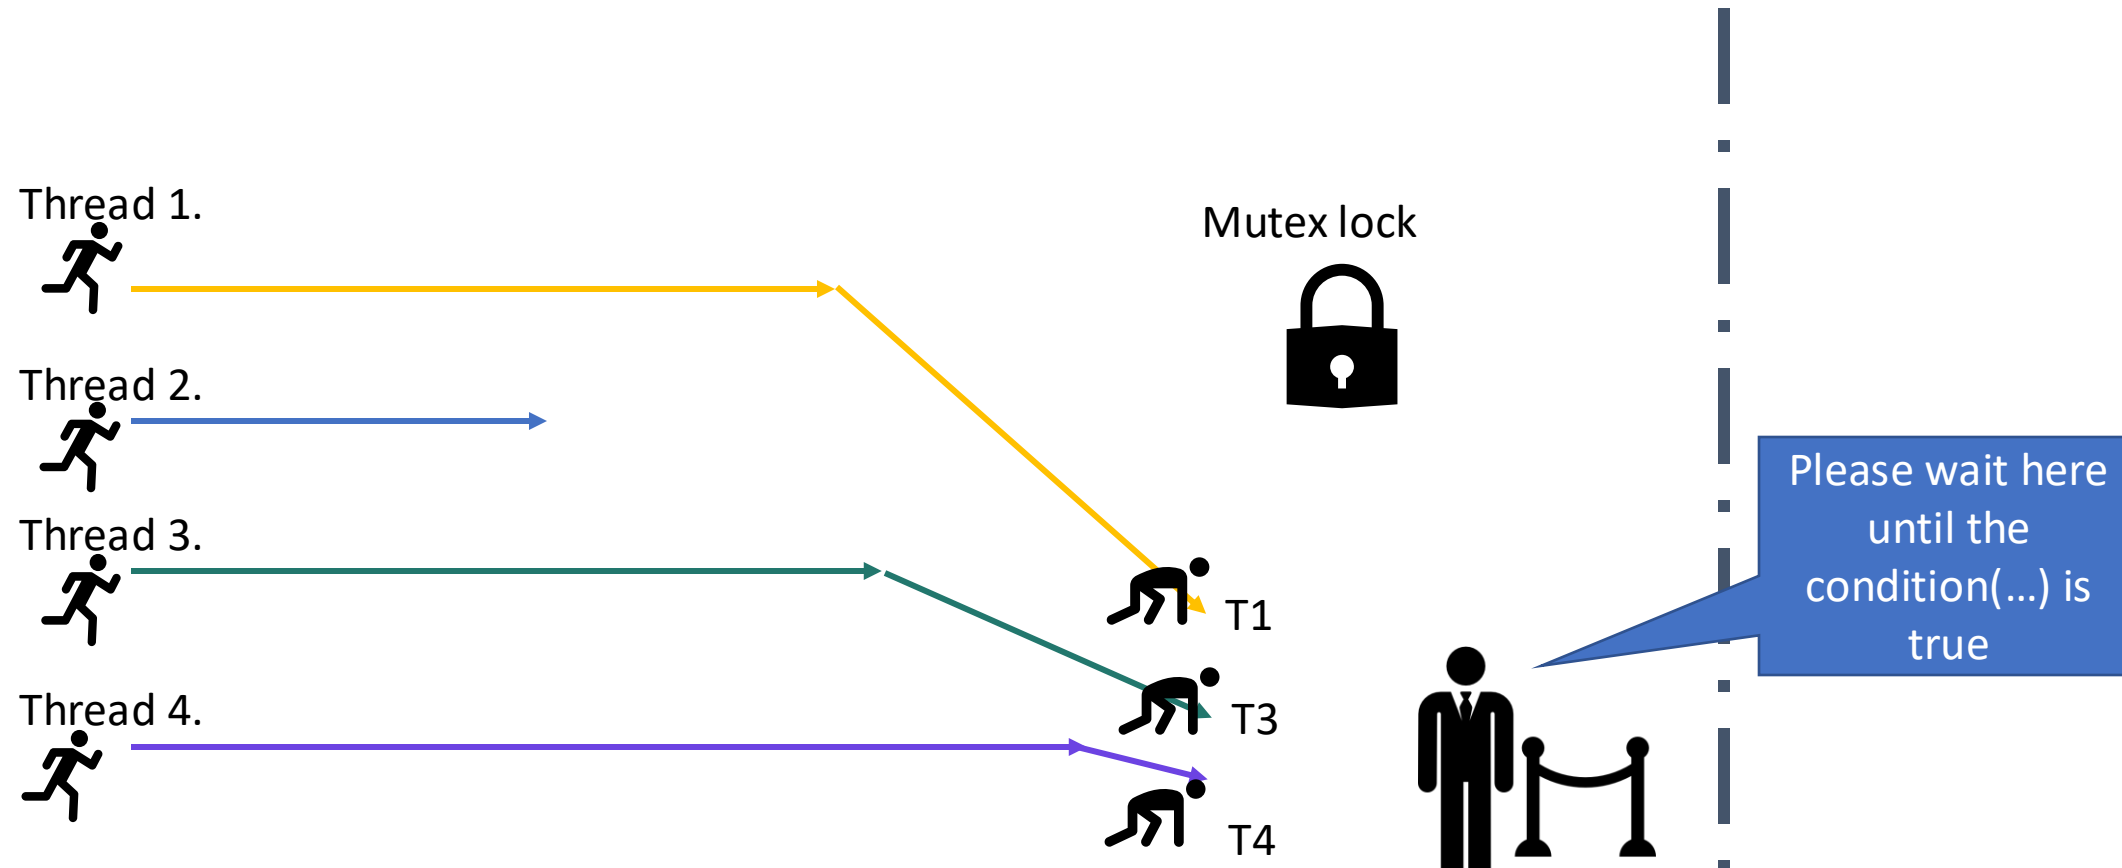 Thread 1.
Mutex lock
Thread 2.
Please wait here
until the
condition(...) is
true
Thread 3.
T1
Thread 4.
T3
T4